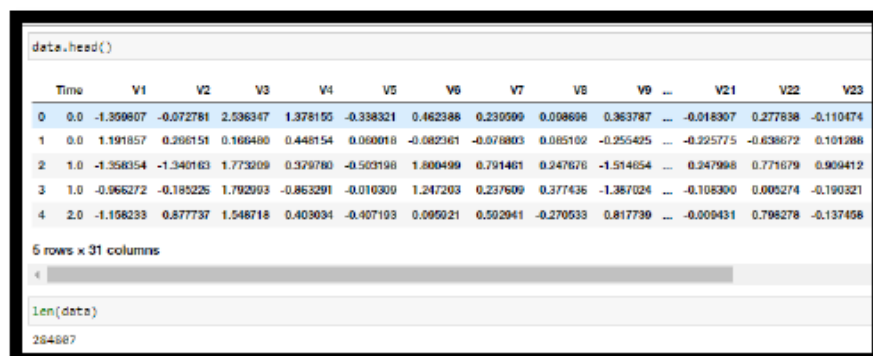 data.head()
Time V1 V2 V3 V4 V5 V6 V7 V8 V9 ... V21 V22 V23
0 0.0 -1.359807 -0.072781 2.536347 1.378155 -0.338321 0.462388 0.239599 0.098698 0.363787 ... -0.018307 0.277838 -0.110474
1 0.0 1.191857 0.266151 0.166480 0.448154 0.060018 -0.082361 -0.078803 0.085102 -0.255425 ... -0.225775 -0.638672 0.101288
2 1.0 -1.358354 -1.340163 1.773209 0.379780 -0.503198 1.800499 0.791461 0.247676 -1.514654 ... 0.247998 0.771679 0.909412
3 1.0 -0.966272 -0.185226 1.792993 -0.863291 -0.010309 1.247203 0.237609 0.377436 -1.387024 ... -0.108300 0.005274 -0.190321
4 2.0 -1.158233 0.877737 1.548718 0.403034 -0.407193 0.095921 0.592941 -0.270533 0.817739 ... -0.009431 0.798278 -0.137458
5 rows × 31 columns
len(data)
284807